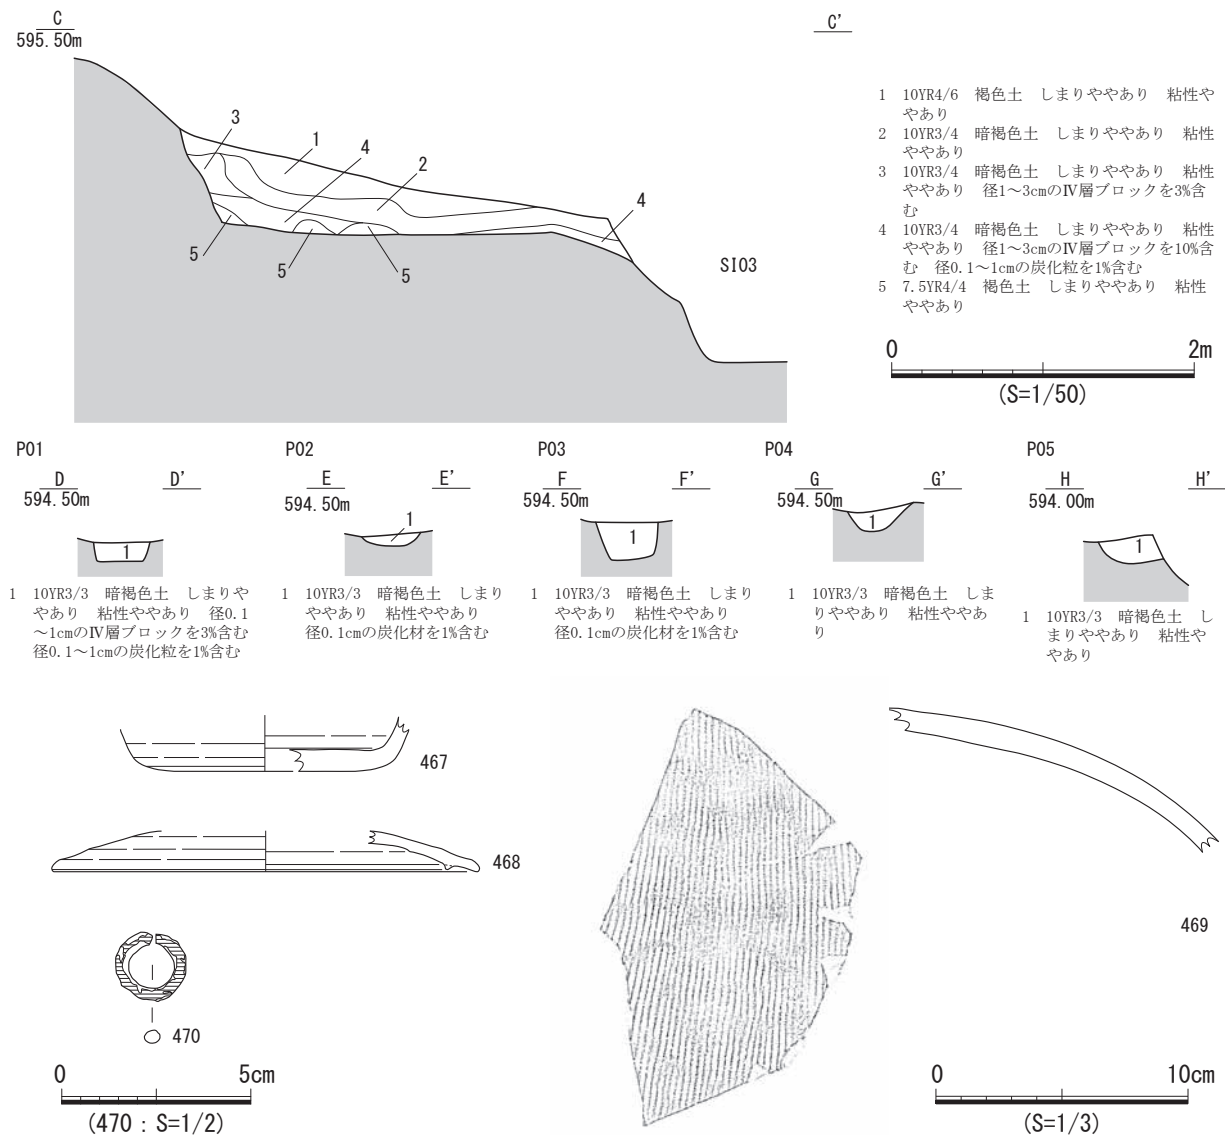 C
595.50m
C'
3
1
4
2
4
5
5
5
SI03
1 10YR4/6 褐色土 しまりややあり 粘性や
やあり
2 10YR3/4 暗褐色土 しまりややあり 粘性
ややあり
3 10YR3/4 暗褐色土 しまりややあり 粘性
ややあり 径1～3cmのⅣ層ブロックを3%含
む
4 10YR3/4 暗褐色土 しまりややあり 粘性
ややあり 径1～3cmのⅣ層ブロックを10%含
む 径0.1～1cmの炭化粒を1%含む
5 7.5YR4/4 褐色土 しまりややあり 粘性
ややあり
0 2m
(S=1/50)
P01
D D'
594.50m
1
1 10YR3/3 暗褐色土 しまりや
やあり 粘性ややあり 径0.1
～1cmのⅣ層ブロックを3%含む
径0.1～1cmの炭化粒を1%含む
P02
E E'
594.50m
1
1 10YR3/3 暗褐色土 しまり
ややあり 粘性ややあり
径0.1cmの炭化材を1%含む
P03
F F'
594.50m
1
1 10YR3/3 暗褐色土 しまり
ややあり 粘性ややあり
径0.1cmの炭化材を1%含む
P04
G G'
594.50m
1
1 10YR3/3 暗褐色土 しま
りややあり 粘性ややあ
り
P05
H H'
594.00m
1
1 10YR3/3 暗褐色土 し
まりややあり 粘性や
やあり
467
468
469
470
0 5cm
(470 : S=1/2)
0 10cm
(S=1/3)